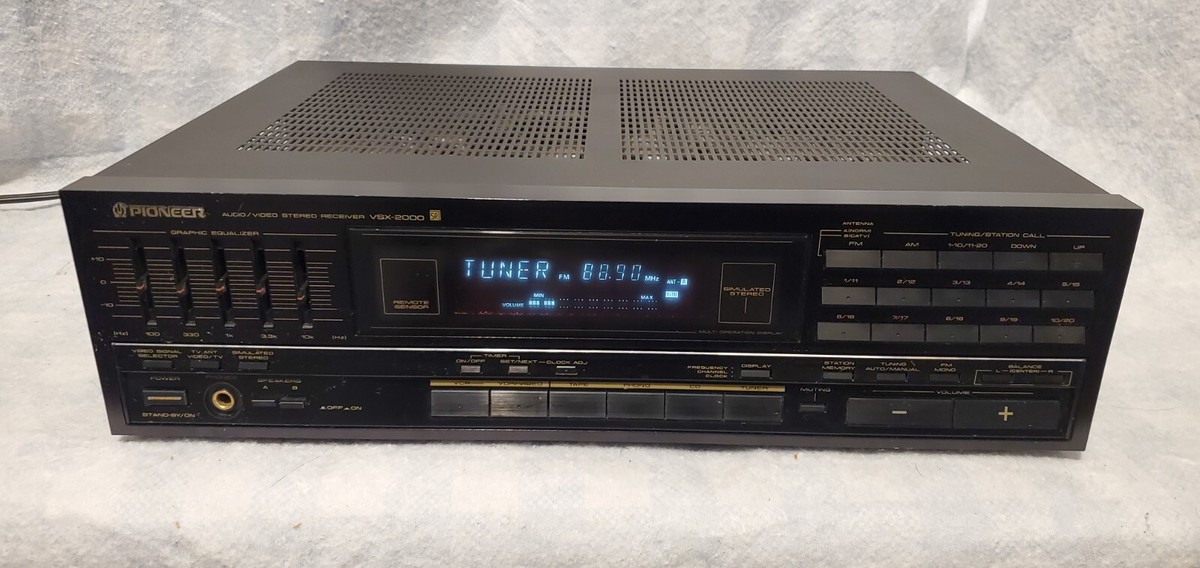 PIONEER AUDIO/VIDEO STEREO RECEIVER VSX-2000
GRAPHIC EQUALIZER
+10
0
-10
(Hz) 100 330 1k 3.3k 10k (Hz)
REMOTE SENSOR
TUNER FM MHz ANT-A
VOLUME MIN MAX
SIMULATED STEREO
MULTI OPERATION DISPLAY
ANTENNA
A(NORM)
B(CATV)
TUNING/STATION CALL
FM AM 1-10/11-20 DOWN UP
1/11 2/12 3/13 4/14 5/15
6/16 7/17 8/18 9/19 10/20
VIDEO SIGNAL SELECTOR
TV ANT VIDEO/TV
SIMULATED STEREO
TIMER
ON/OFF SET/NEXT CLOCK ADJ
FREQUENCY
CHANNEL
CLOCK
DISPLAY
STATION MEMORY
TUNING AUTO/MANUAL
FM MONO
BALANCE
L (CENTER) R
POWER
STAND-BY/ON
SPEAKERS
A B
OFF ON
VCR TAPE PHONO CD TUNER
MUTING
VOLUME
- +